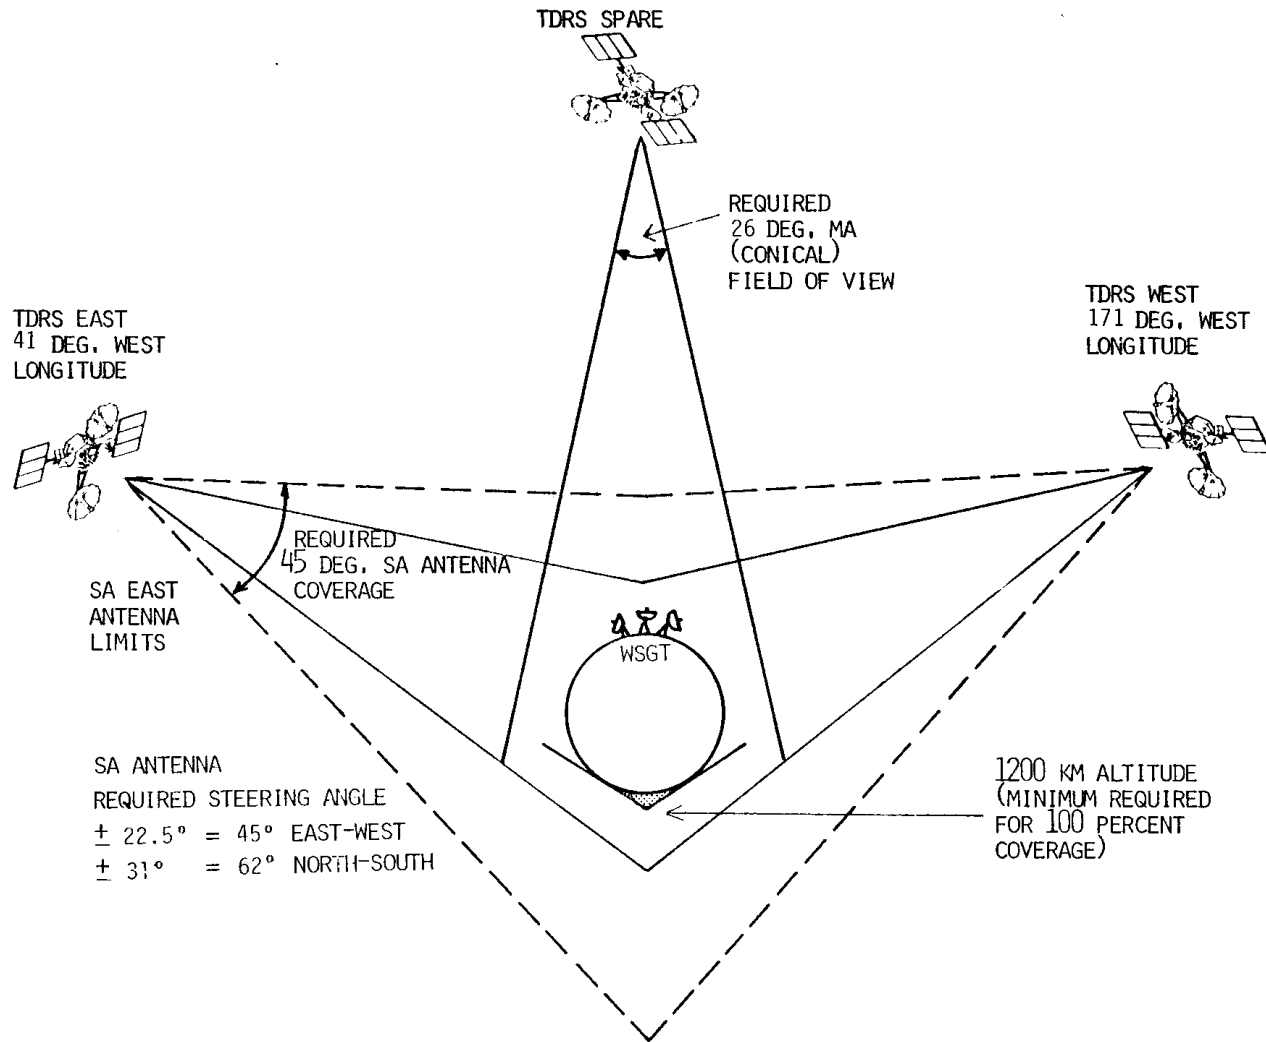 TDRS SPARE
REQUIRED
26 DEG. MA
(CONICAL)
FIELD OF VIEW
TDRS EAST
41 DEG. WEST
LONGITUDE
TDRS WEST
171 DEG. WEST
LONGITUDE
REQUIRED
45 DEG. SA ANTENNA
COVERAGE
SA EAST
ANTENNA
LIMITS
WSGT
SA ANTENNA
REQUIRED STEERING ANGLE
± 22.5° = 45° EAST-WEST
± 31° = 62° NORTH-SOUTH
1200 KM ALTITUDE
(MINIMUM REQUIRED
FOR 100 PERCENT
COVERAGE)